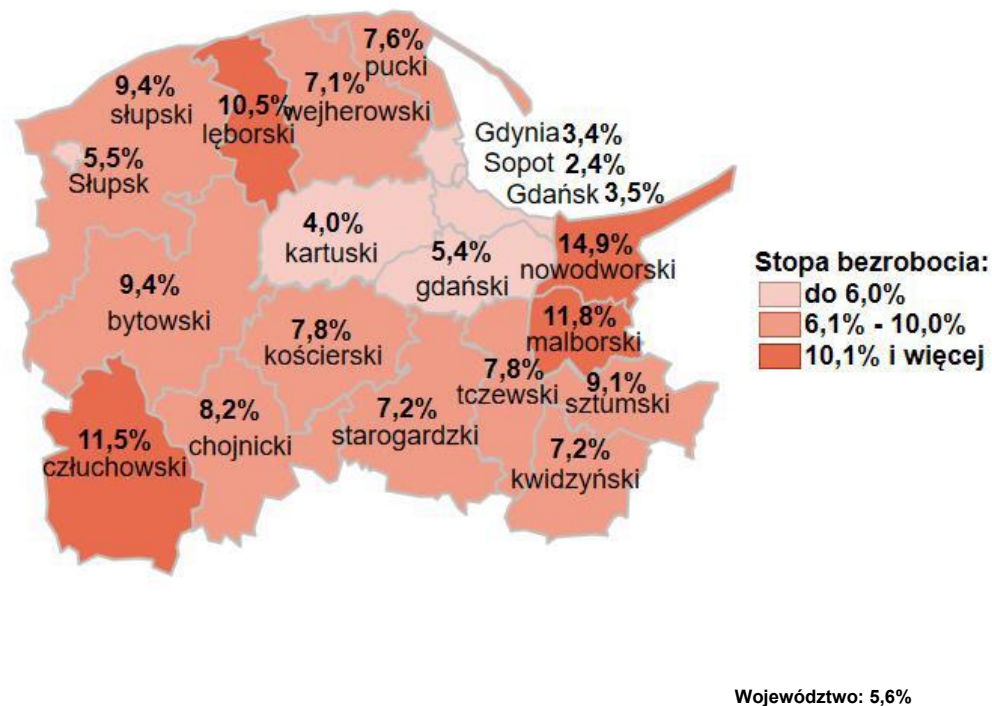 7,6%
pucki
9,4%
słupski
7,1%
wejherowski
10,5%
lęborski
Gdynia 3,4%
Sopot 2,4%
Gdańsk 3,5%
5,5%
Słupsk
4,0%
kartuski
5,4%
gdański
14,9%
nowodworski
Stopa bezrobocia:
do 6,0%
6,1% - 10,0%
10,1% i więcej
9,4%
bytowski
7,8%
kościerski
11,8%
malborski
7,8%
tczewski
9,1%
sztumski
8,2%
chojnicki
7,2%
starogardzki
11,5%
człuchowski
7,2%
kwidzyński
Województwo: 5,6%